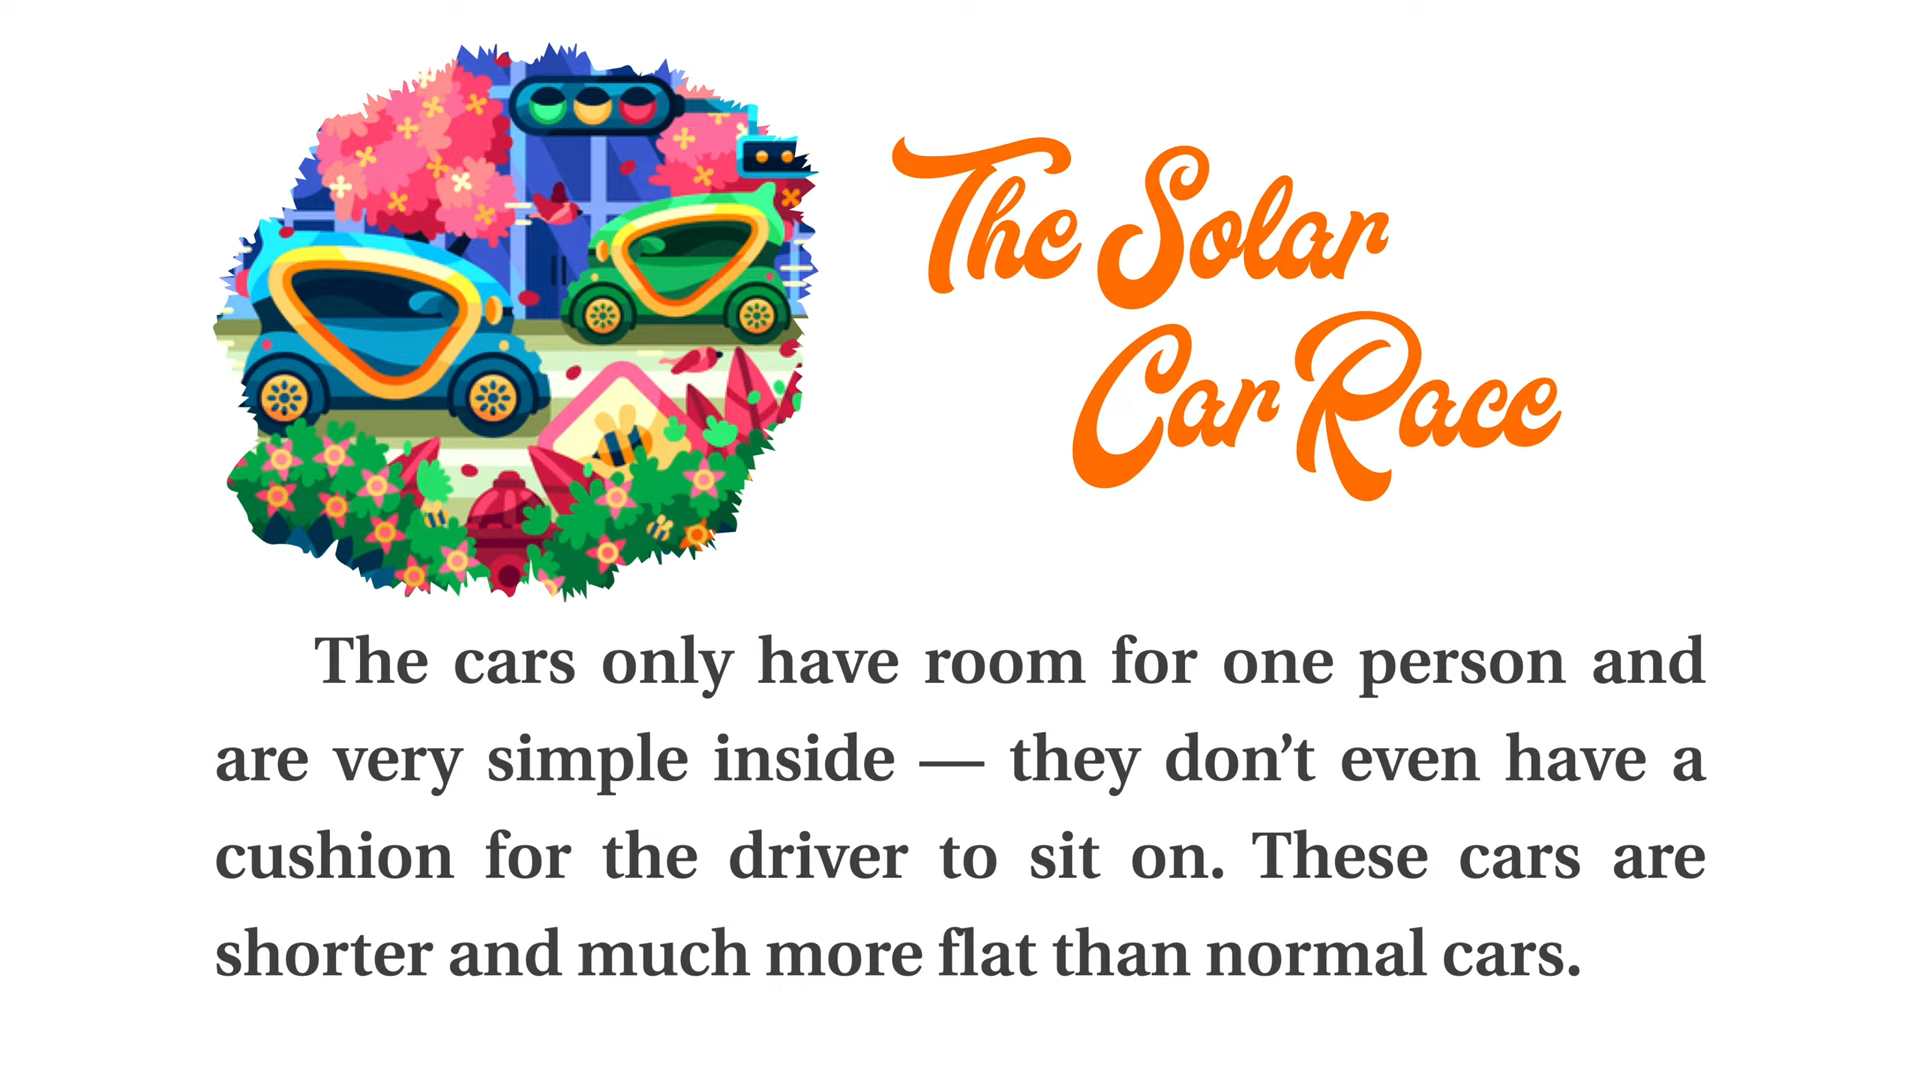 The Solar
Car Race
The cars only have room for one person and
are very simple inside — they don’t even have a
cushion for the driver to sit on. These cars are
shorter and much more flat than normal cars.